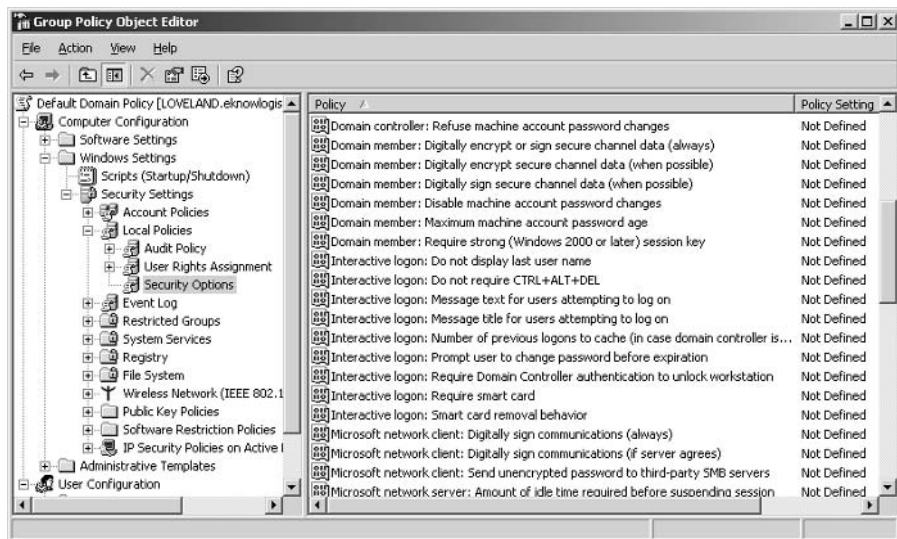 Group Policy Object Editor
File Action View Help
Default Domain Policy [LOVELAND.eknowlogis
Computer Configuration
Software Settings
Windows Settings
Scripts (Startup/Shutdown)
Security Settings
Account Policies
Local Policies
Audit Policy
User Rights Assignment
Security Options
Event Log
Restricted Groups
System Services
Registry
File System
Wireless Network (IEEE 802.1
Public Key Policies
Software Restriction Policies
IP Security Policies on Active
Administrative Templates
User Configuration
Policy Policy Setting
Domain controller: Refuse machine account password changes Not Defined
Domain member: Digitally encrypt or sign secure channel data (always) Not Defined
Domain member: Digitally encrypt secure channel data (when possible) Not Defined
Domain member: Digitally sign secure channel data (when possible) Not Defined
Domain member: Disable machine account password changes Not Defined
Domain member: Maximum machine account password age Not Defined
Domain member: Require strong (Windows 2000 or later) session key Not Defined
Interactive logon: Do not display last user name Not Defined
Interactive logon: Do not require CTRL+ALT+DEL Not Defined
Interactive logon: Message text for users attempting to log on Not Defined
Interactive logon: Message title for users attempting to log on Not Defined
Interactive logon: Number of previous logons to cache (in case domain controller is... Not Defined
Interactive logon: Prompt user to change password before expiration Not Defined
Interactive logon: Require Domain Controller authentication to unlock workstation Not Defined
Interactive logon: Require smart card Not Defined
Interactive logon: Smart card removal behavior Not Defined
Microsoft network client: Digitally sign communications (always) Not Defined
Microsoft network client: Digitally sign communications (if server agrees) Not Defined
Microsoft network client: Send unencrypted password to third-party SMB servers Not Defined
Microsoft network server: Amount of idle time required before suspending session Not Defined